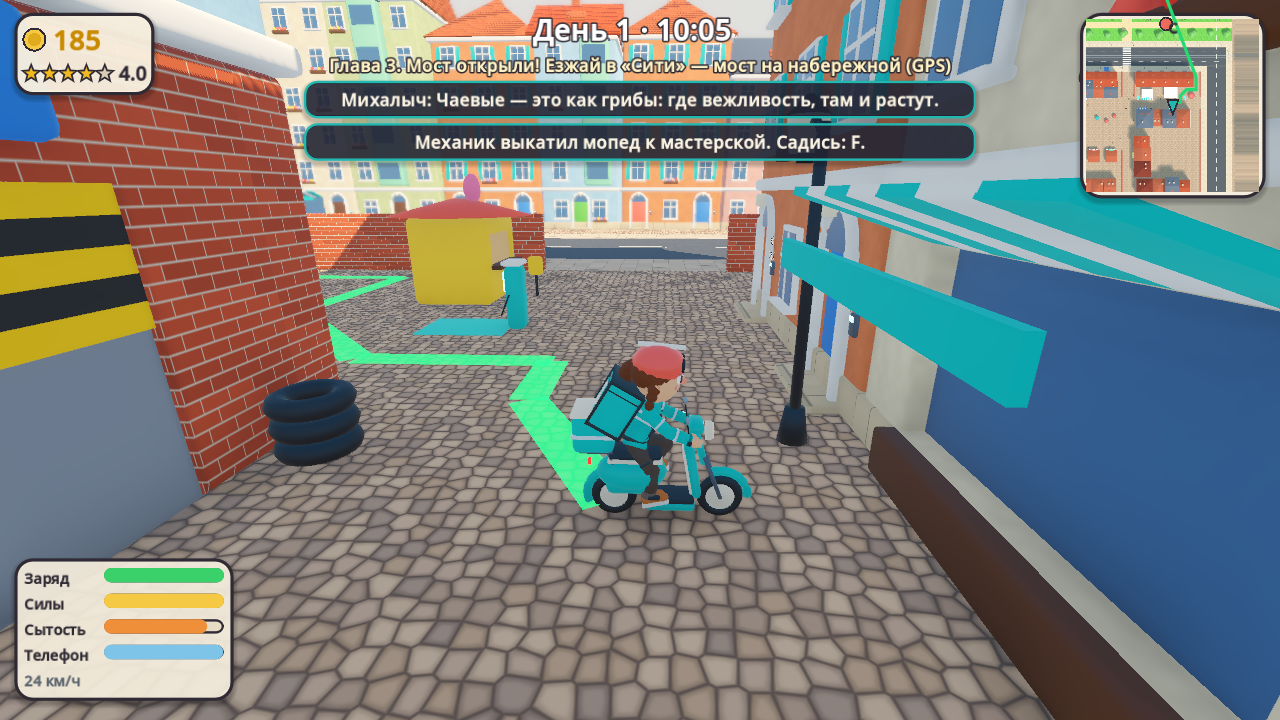 185
4.0
День 1 · 10:05
Глава 3. Мост открыли! Езжай в «Сити» — мост на набережной (GPS)
Михалыч: Чаевые — это как грибы: где вежливость, там и растут.
Механик выкатил мопед к мастерской. Садись: F.
Заряд
Силы
Сытость
Телефон
24 км/ч